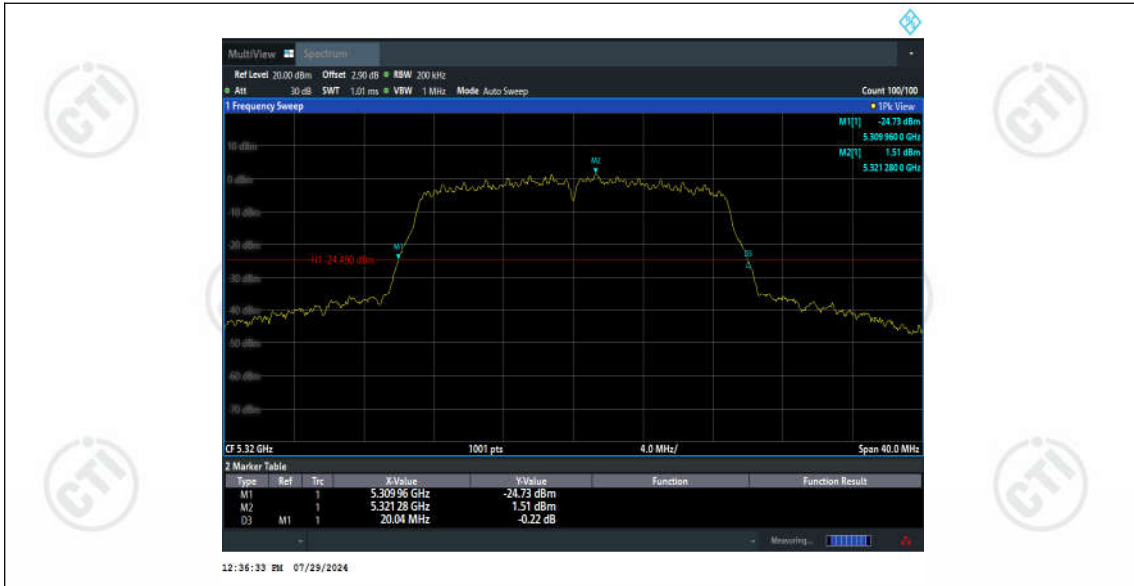 MultiView Spectrum
Ref Level 20.00 dBm Offset 2.90 dB RBW 200 kHz
Att 30 dB SWT 1.01 ms VBW 1 MHz Mode Auto Sweep Count 100/100
1 Frequency Sweep 1Pk View
M1[1] -24.73 dBm
5.309 960 0 GHz
M2[1] 1.51 dBm
5.321 280 0 GHz
10 dBm
M2
0 dBm
-10 dBm
-20 dBm
M1
D3
H1 -24.490 dBm
-30 dBm
-40 dBm
-50 dBm
-60 dBm
-70 dBm
CF 5.32 GHz 1001 pts 4.0 MHz/ Span 40.0 MHz
2 Marker Table
Type Ref Trc X-Value Y-Value Function Function Result
M1 1 5.309 96 GHz -24.73 dBm
M2 1 5.321 28 GHz 1.51 dBm
D3 M1 1 20.04 MHz -0.22 dB
Measuring...
12:36:33 PM 07/29/2024
CTI
CTI
CTI
CTI